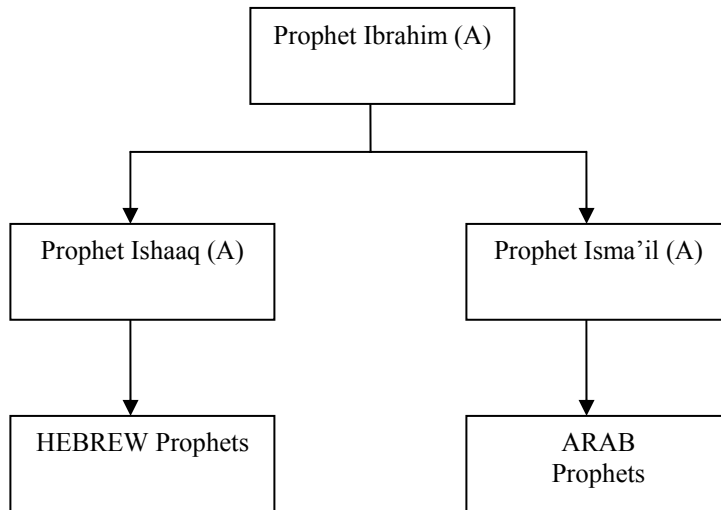 Prophet Ibrahim (A)
Prophet Ishaaq (A)
Prophet Isma’il (A)
HEBREW Prophets
ARAB
Prophets